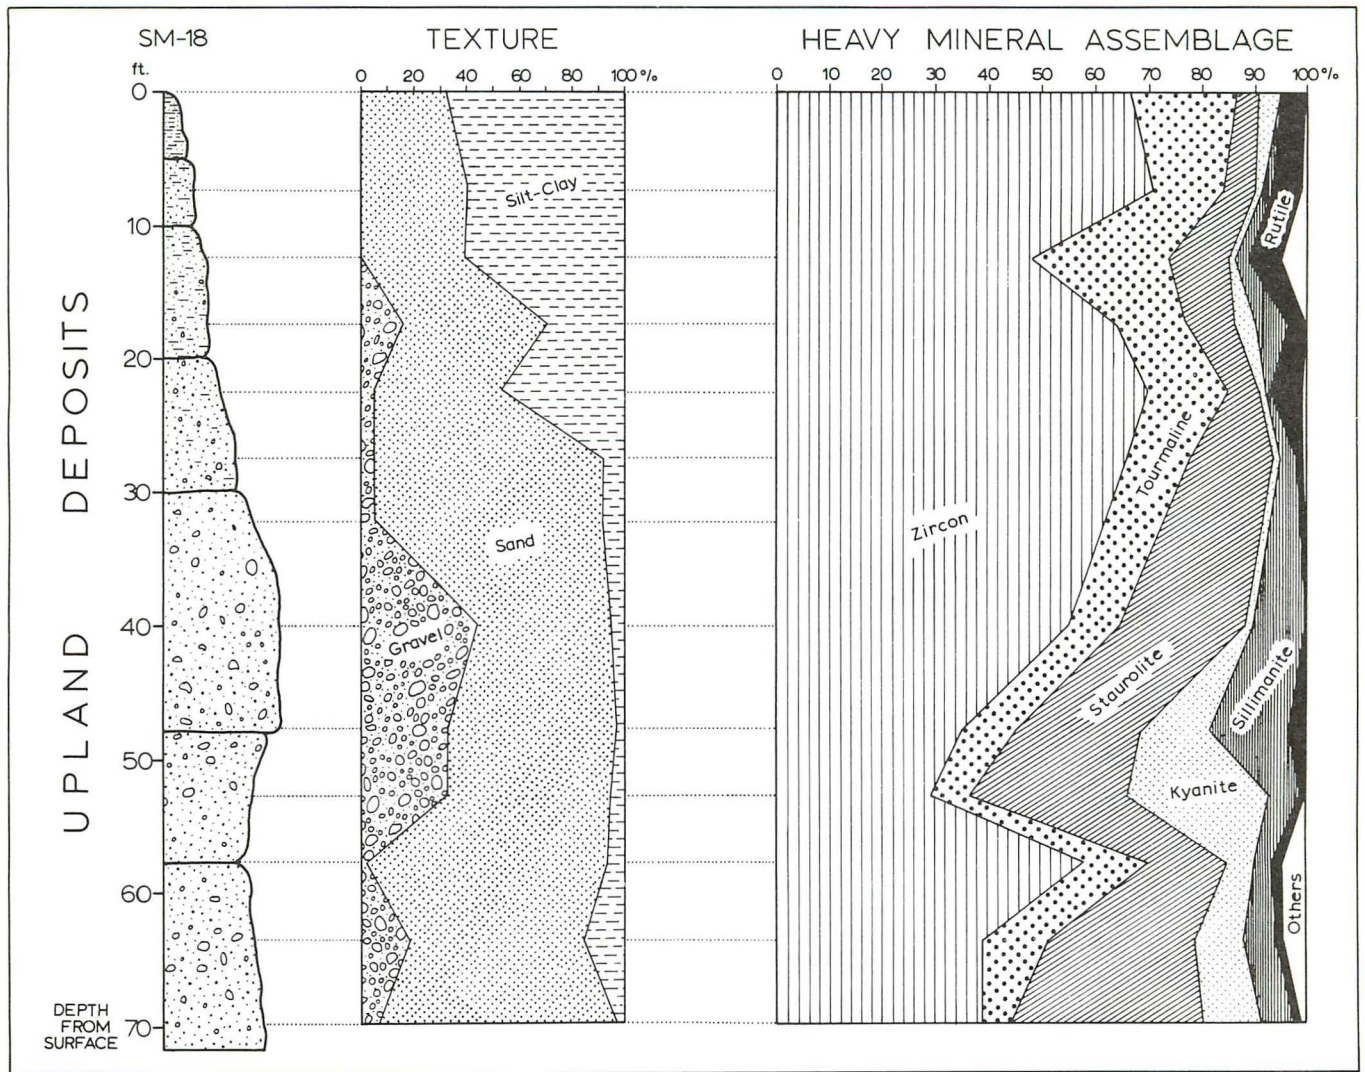 SM-18
TEXTURE
HEAVY MINERAL ASSEMBLAGE
ft.
0 20 40 60 80 100%
0 10 20 30 40 50 60 70 80 90 100%
0
10
20
30
40
50
60
70
UPLAND DEPOSITS
Silt-Clay
Sand
Gravel
Zircon
Tourmaline
Staurolite
Kyanite
Sillimanite
Rutile
Others
DEPTH
FROM
SURFACE